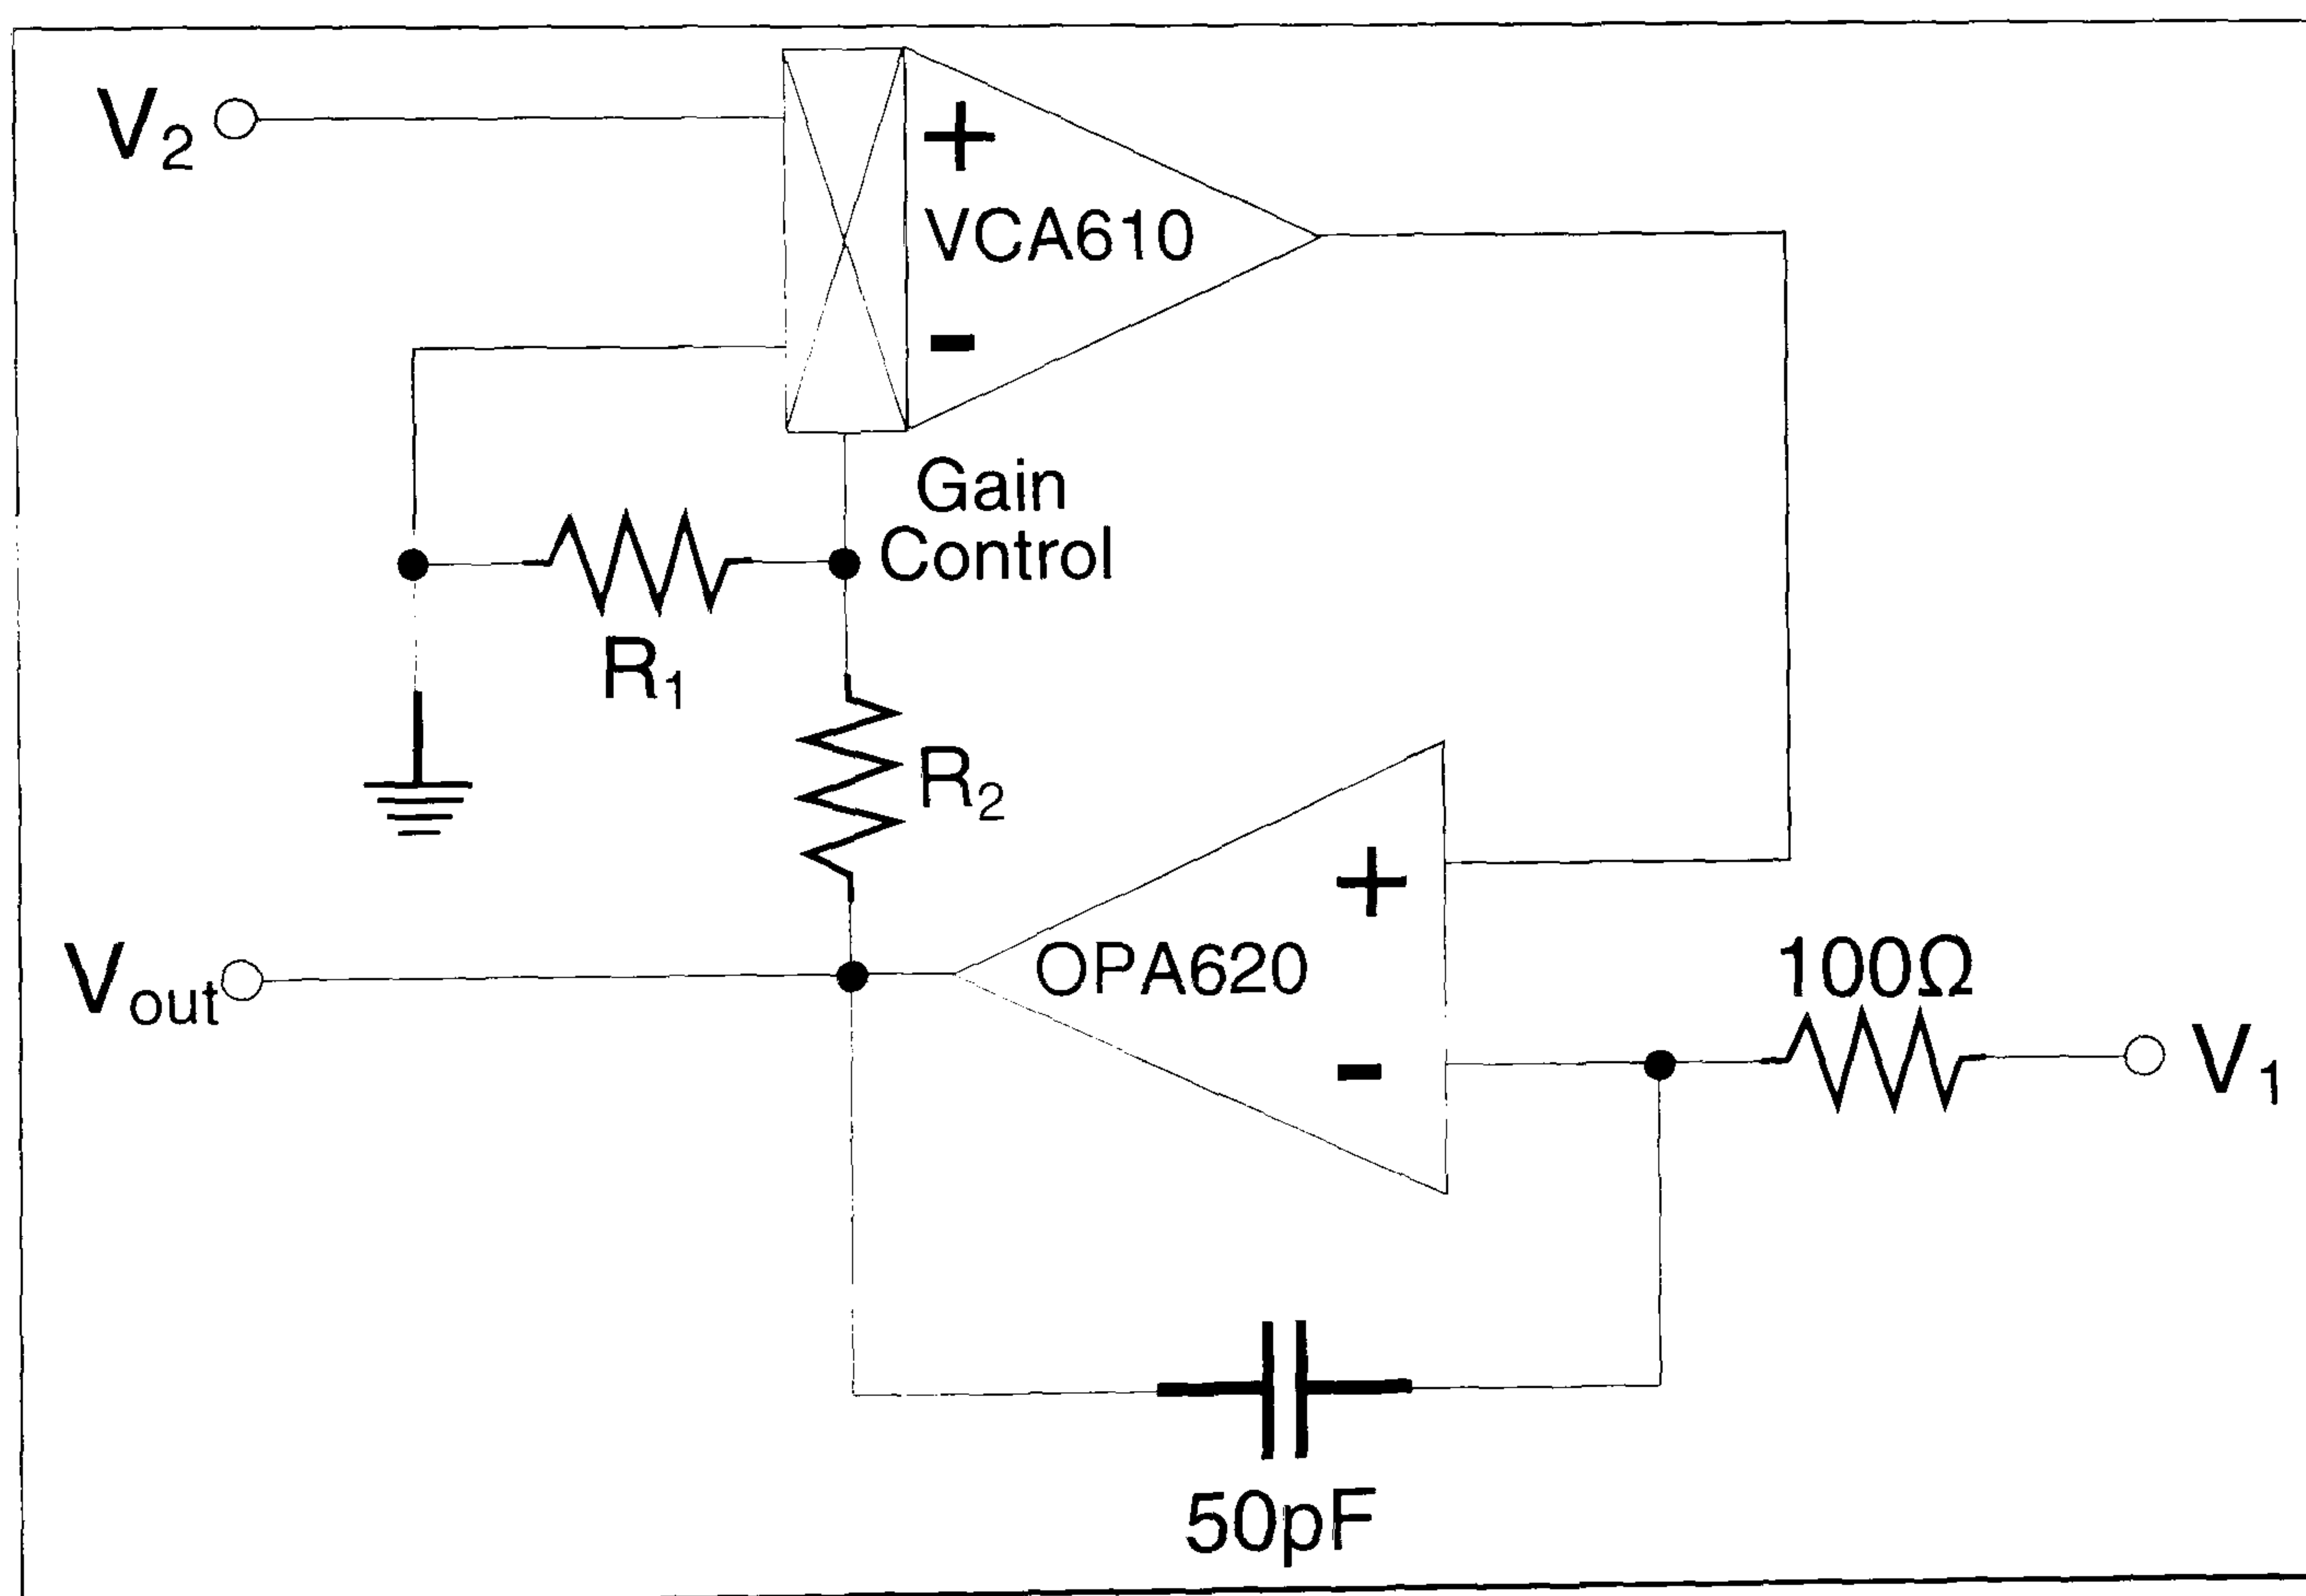 V2
+
VCA610
-
Gain
Control
R1
R2
+
OPA620
-
Vout
100Ω
V1
50pF